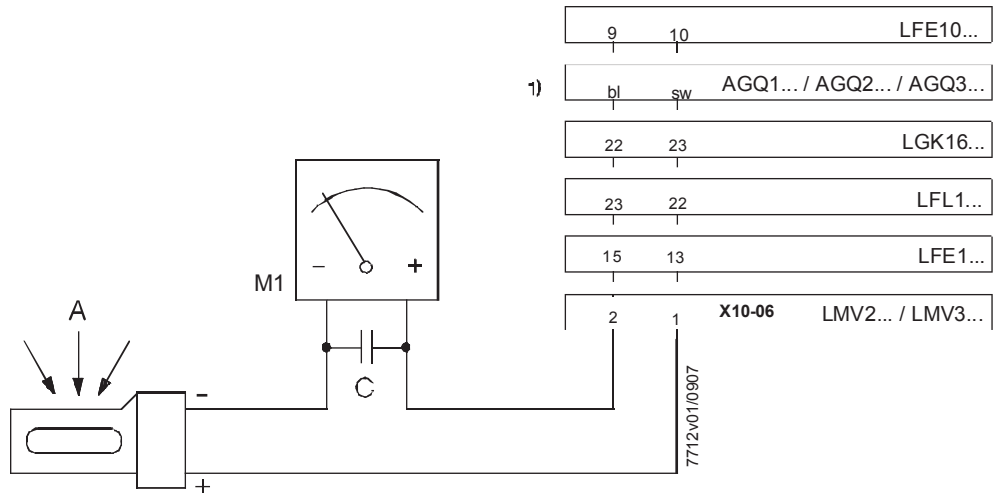 9 10 LFE10...
1) bl sw AGQ1... / AGQ2... / AGQ3...
22 23 LGK16...
23 22 LFL1...
15 13 LFE1...
2 1 X10-06 LMV2... / LMV3...
M1
- +
A
C
-
+
7712v01/0907